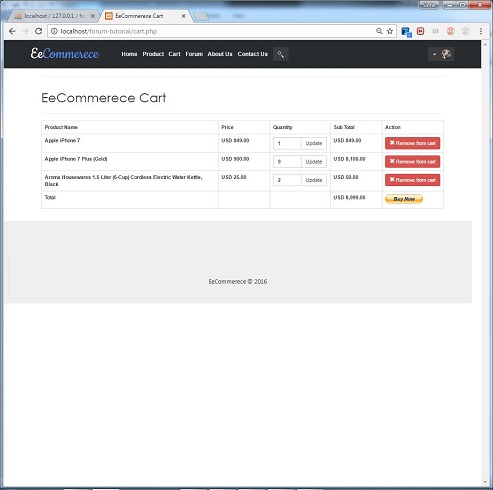 localhost / 127.0.0.1 / for
EeCommerece Cart
localhost/forum-tutorial/cart.php
EeCommerece
Home Product Cart Forum About Us Contact Us
EeCommerece Cart
Product Name Price Quantity Sub Total Action
Apple iPhone 7 USD 849.00 1 Update USD 849.00 Remove from cart
Apple iPhone 7 Plus (Gold) USD 900.00 9 Update USD 8,100.00 Remove from cart
Aroma Housewares 1.5 Liter (6-Cup) Cordless Electric Water Kettle, USD 25.00 2 Update USD 50.00 Remove from cart
Black
Total USD 8,999.00 Buy Now
EeCommerece © 2016